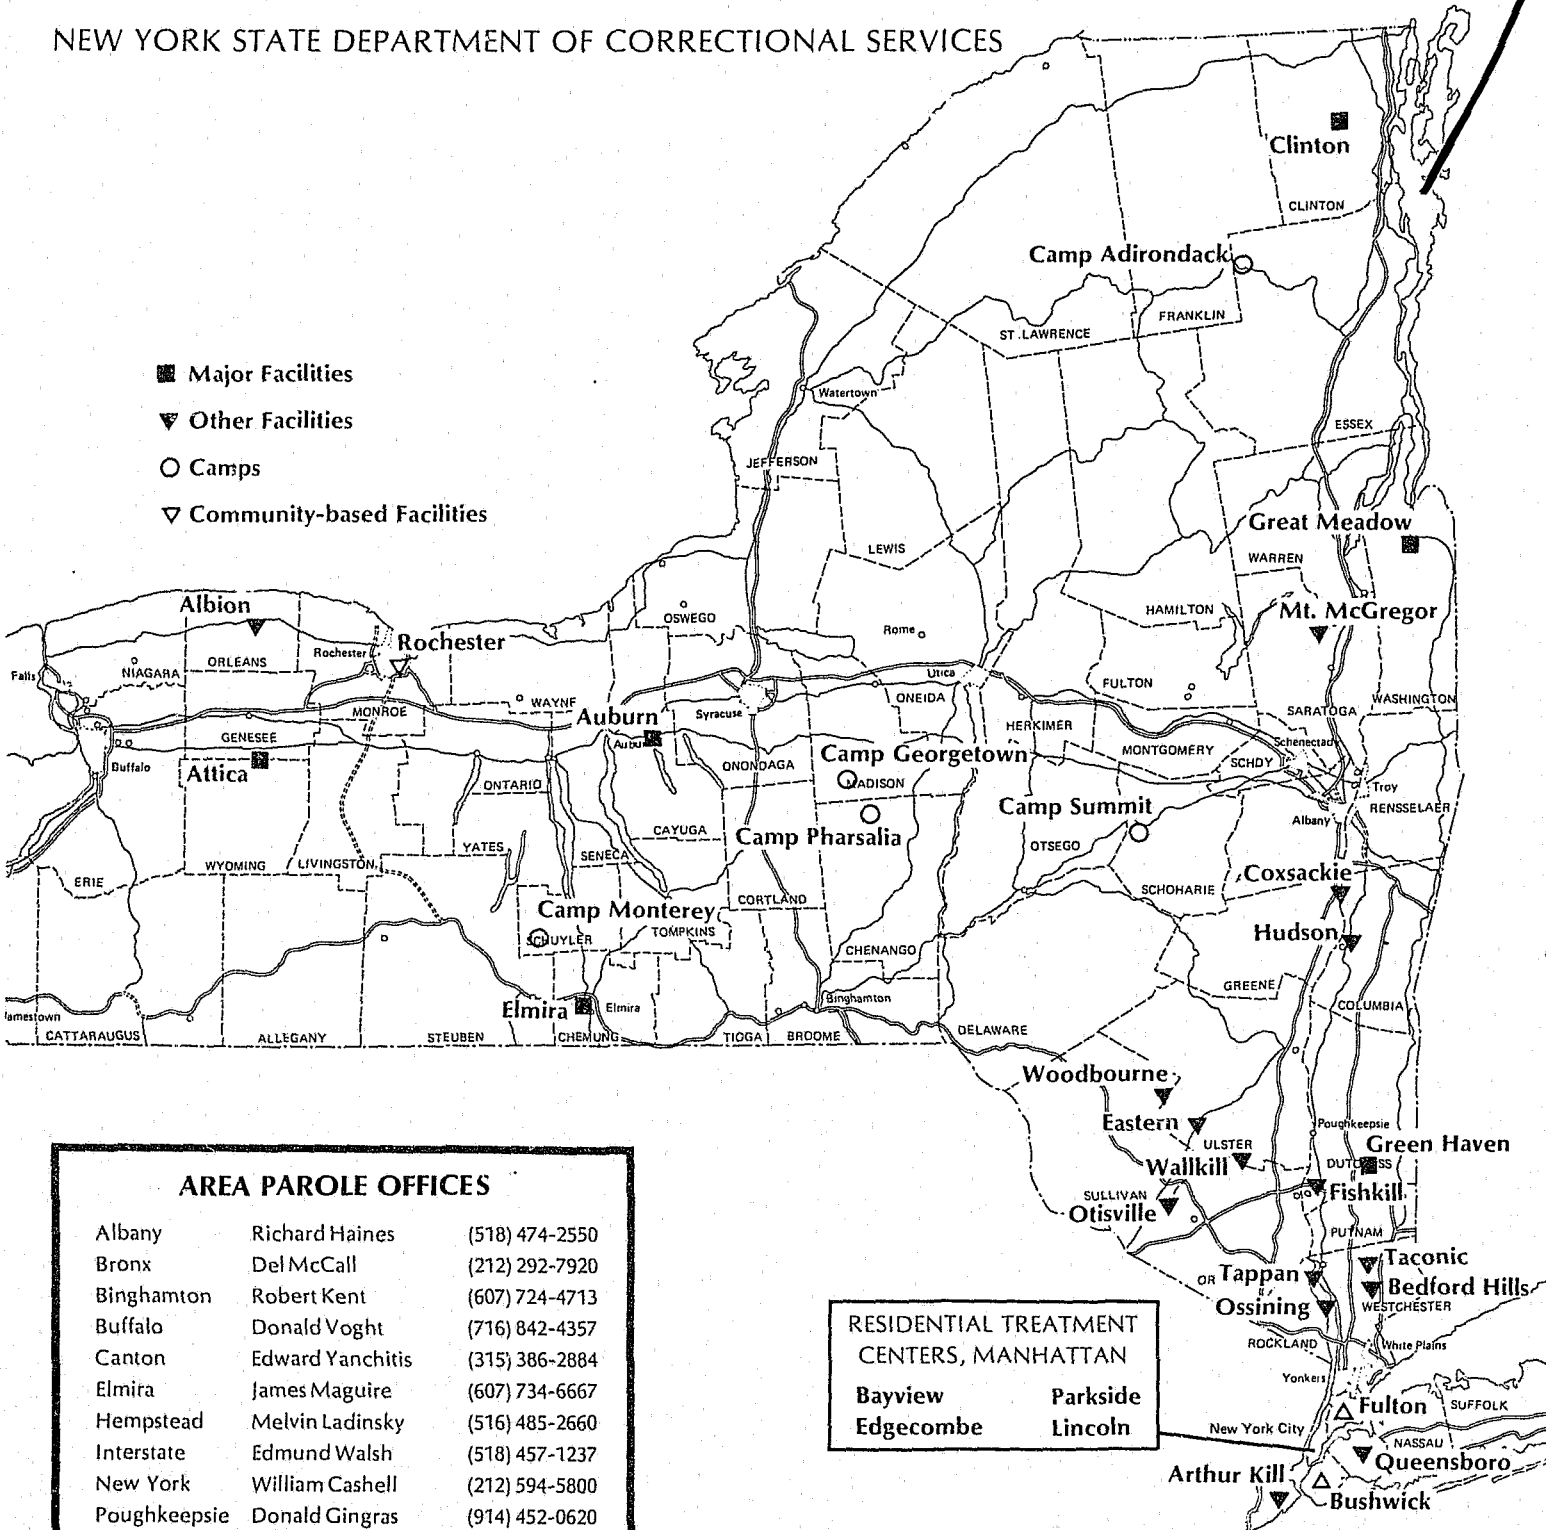 NEW YORK STATE DEPARTMENT OF CORRECTIONAL SERVICES
Major Facilities
Other Facilities
Camps
Community-based Facilities
Clinton
CLINTON
Camp Adirondack
FRANKLIN
ST. LAWRENCE
Watertown
ESSEX
JEFFERSON
Great Meadow
LEWIS
WARREN
Albion
HAMILTON
Mt. McGregor
OSWEGO
Rome
Rochester
Rochester
ORLEANS
NIAGARA
Falls
Utica
FULTON
WAYNE
ONEIDA
WASHINGTON
MONROE
Auburn
Syracuse
SARATOGA
HERKIMER
GENESEE
Auburn
Schenectady
MONTGOMERY
Camp Georgetown
SCHDY
Buffalo
Attica
ONONDAGA
ONTARIO
MADISON
Troy
Camp Summit
RENSSELAER
Albany
CAYUGA
Camp Pharsalia
YATES
SENECA
OTSEGO
WYOMING
LIVINGSTON
Coxsackie
ERIE
SCHOHARIE
CORTLAND
Camp Monterey
TOMPKINS
SCHUYLER
Hudson
CHENANGO
GREENE
Binghamton
COLUMBIA
Elmira
Elmira
Jamestown
DELAWARE
CATTARAUGUS
ALLEGANY
STEUBEN
CHEMUNG
TIOGA
BROOME
Woodbourne
Eastern
Poughkeepsie
ULSTER
Green Haven
Wallkill
DUTCHESS
SULLIVAN
Fishkill
Otisville
PUTNAM
Taconic
OR
Tappan
Bedford Hills
Ossining
WESTCHESTER
ROCKLAND
White Plains
Yonkers
Fulton
SUFFOLK
New York City
NASSAU
Queensboro
Arthur Kill
Bushwick
AREA PAROLE OFFICES
Albany Richard Haines (518) 474-2550
Bronx Del McCall (212) 292-7920
Binghamton Robert Kent (607) 724-4713
Buffalo Donald Voght (716) 842-4357
Canton Edward Yanchitis (315) 386-2884
Elmira James Maguire (607) 734-6667
Hempstead Melvin Ladinsky (516) 485-2660
Interstate Edmund Walsh (518) 457-1237
New York William Cashell (212) 594-5800
Poughkeepsie Donald Gingras (914) 452-0620
RESIDENTIAL TREATMENT
CENTERS, MANHATTAN
Bayview Parkside
Edgecombe Lincoln